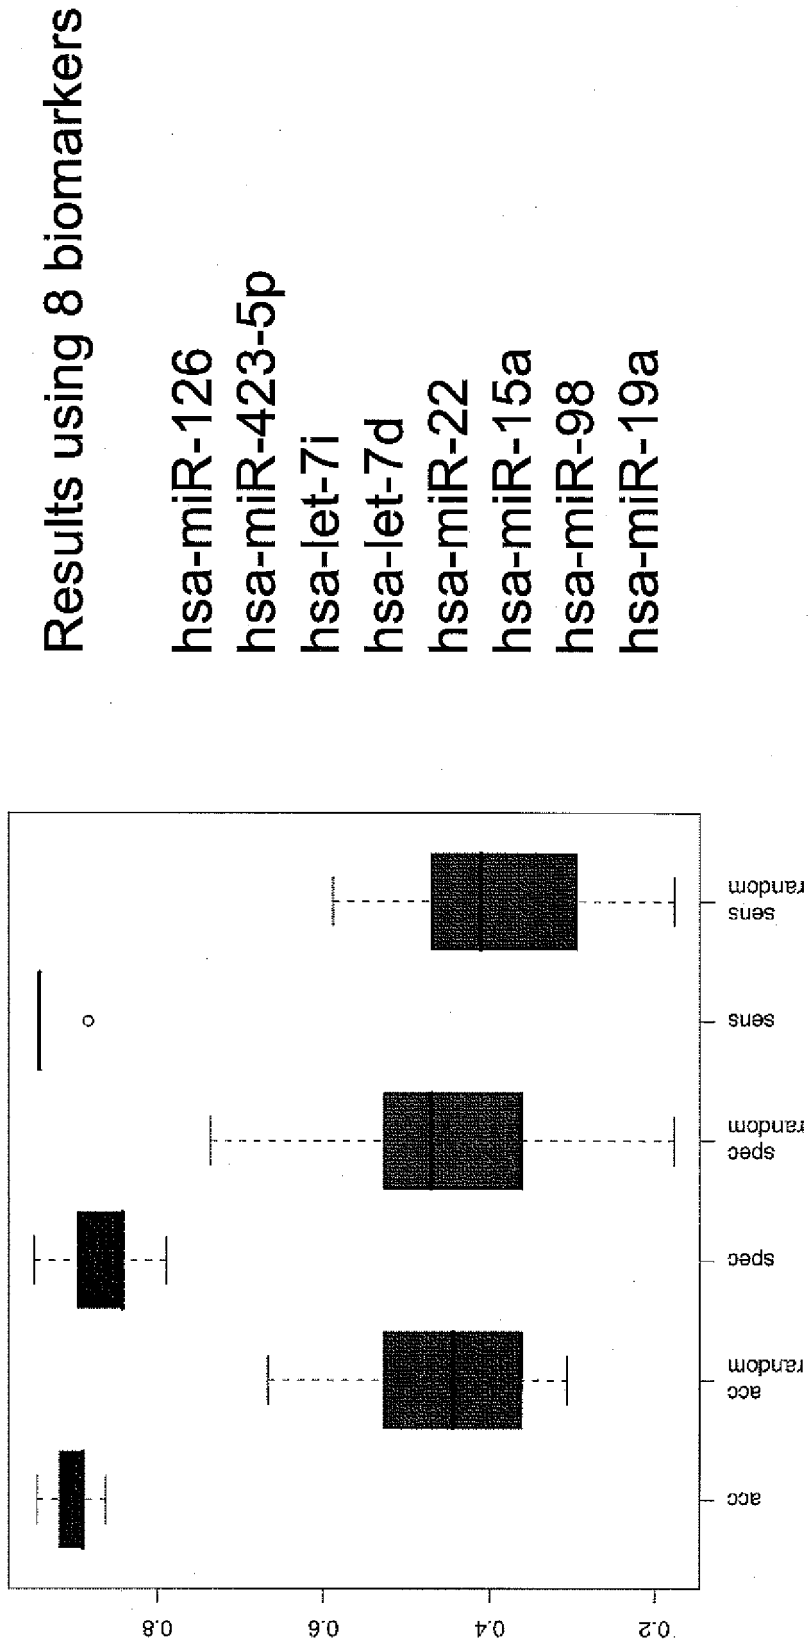 Results using 8 biomarkers
hsa-miR-126
hsa-miR-423-5p
hsa-let-7i
hsa-let-7d
hsa-miR-22
hsa-miR-15a
hsa-miR-98
hsa-miR-19a
0.8
0.6
0.4
0.2
acc
acc
random
spec
spec
random
sens
sens
random